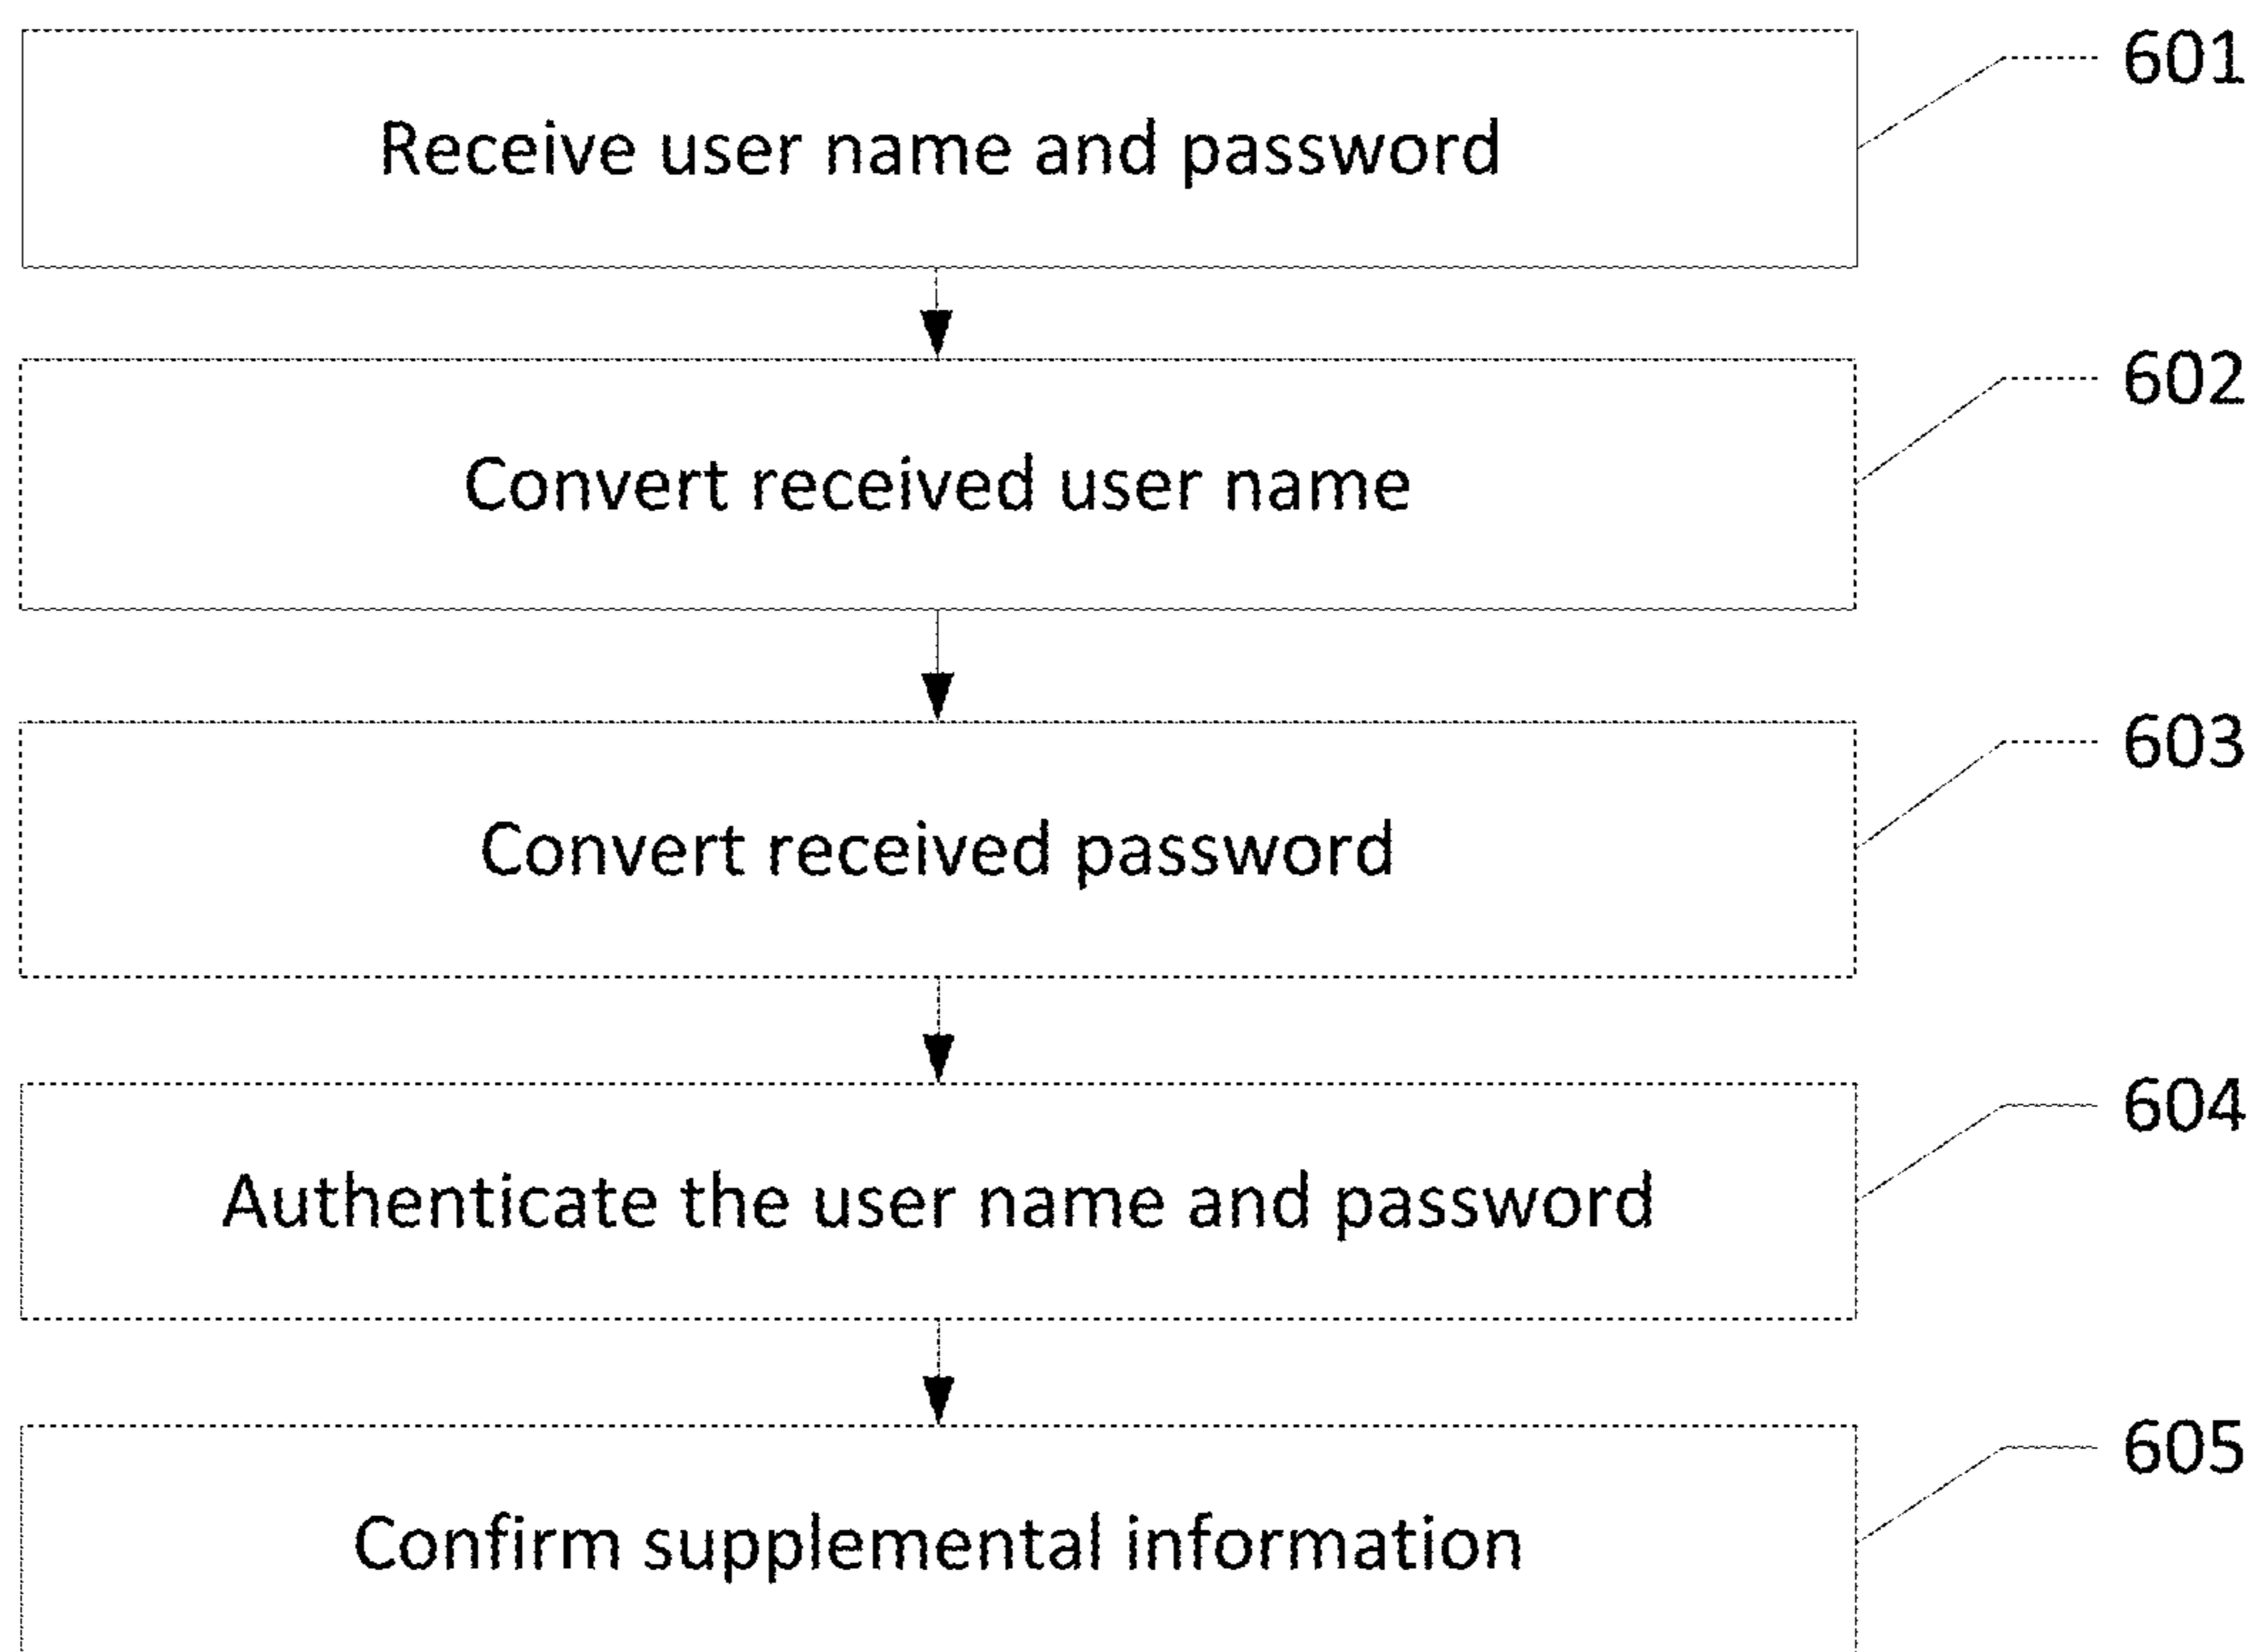 601
Receive user name and password
602
Convert received user name
603
Convert received password
604
Authenticate the user name and password
605
Confirm supplemental information